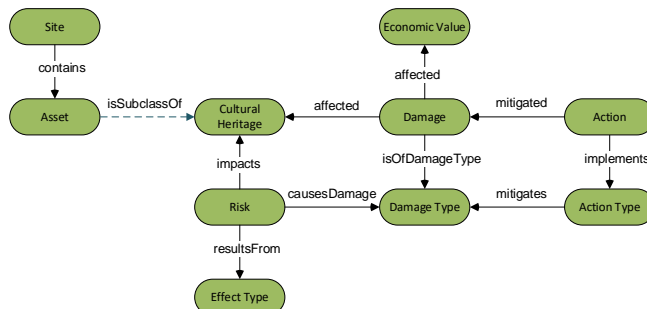 Site
Economic Value
contains
affected
Asset
isSubclassOf
Cultural
Heritage
affected
Damage
mitigated
Action
impacts
isOfDamageType
implements
Risk
causesDamage
Damage Type
mitigates
Action Type
resultsFrom
Effect Type